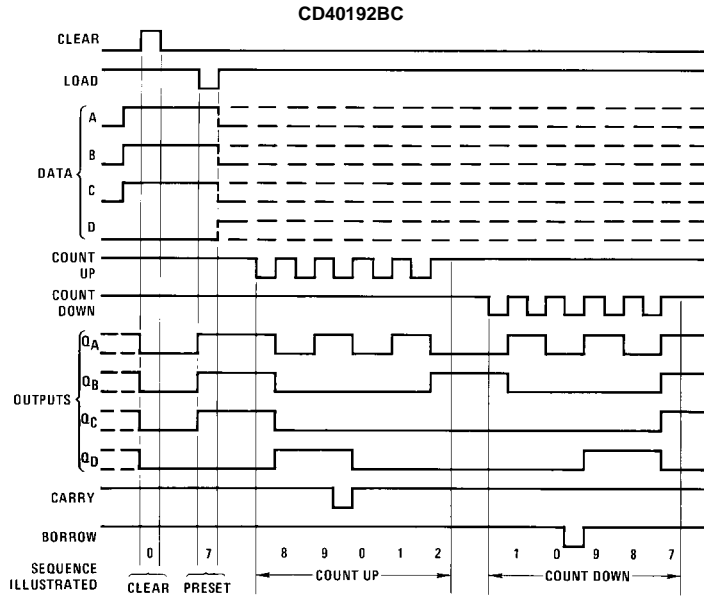 CD40192BC
CLEAR
LOAD
A
B
DATA
C
D
COUNT
UP
COUNT
DOWN
QA
QB
OUTPUTS
QC
QD
CARRY
BORROW
0 7 8 9 0 1 2 1 0 9 8 7
SEQUENCE
ILLUSTRATED
CLEAR PRESET COUNT UP COUNT DOWN